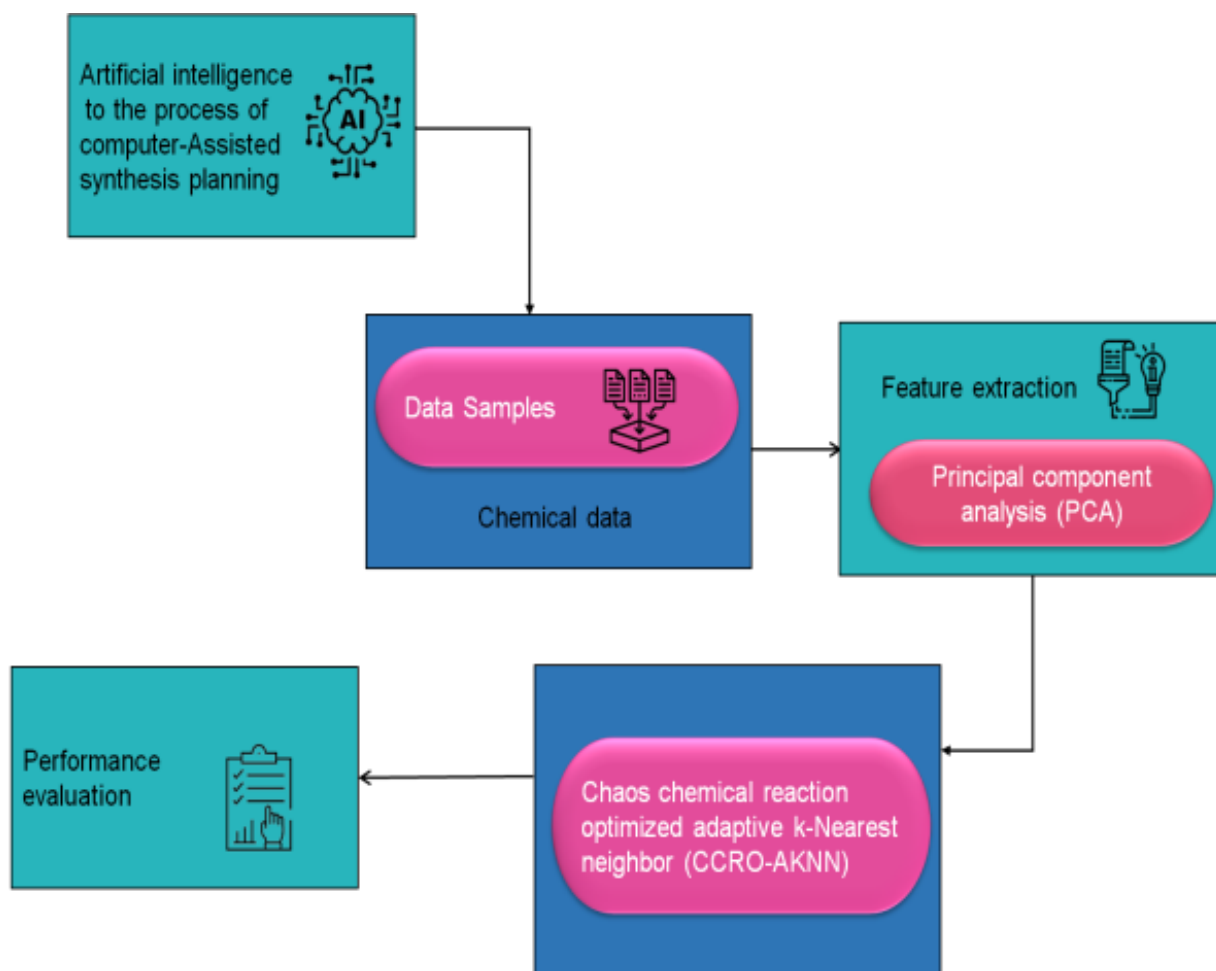 Artificial intelligence
to the process of
computer-Assisted
synthesis planning
AI
Data Samples
Chemical data
Feature extraction
Principal component
analysis (PCA)
Chaos chemical reaction
optimized adaptive k-Nearest
neighbor (CCRO-AKNN)
Performance
evaluation